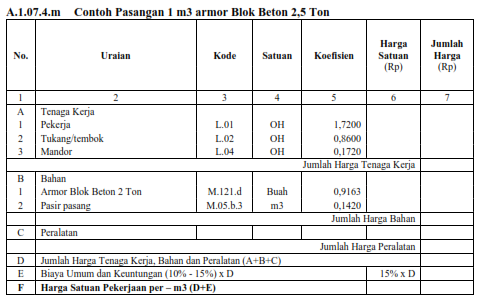 A.1.07.4.m Contoh Pasangan 1 m3 armor Blok Beton 2,5 Ton
No. Uraian Kode Satuan Koefisien Harga Satuan (Rp) Jumlah Harga (Rp)
1 2 3 4 5 6 7
A Tenaga Kerja
1 Pekerja L.01 OH 1,7200
2 Tukang/tembok L.02 OH 0,8600
3 Mandor L.04 OH 0,1720
Jumlah Harga Tenaga Kerja
B Bahan
1 Armor Blok Beton 2 Ton M.121.d Buah 0,9163
2 Pasir pasang M.05.b.3 m3 0,1420
Jumlah Harga Bahan
C Peralatan
Jumlah Harga Peralatan
D Jumlah Harga Tenaga Kerja, Bahan dan Peralatan (A+B+C)
E Biaya Umum dan Keuntungan (10% - 15%) x D 15% x D
F Harga Satuan Pekerjaan per – m3 (D+E)